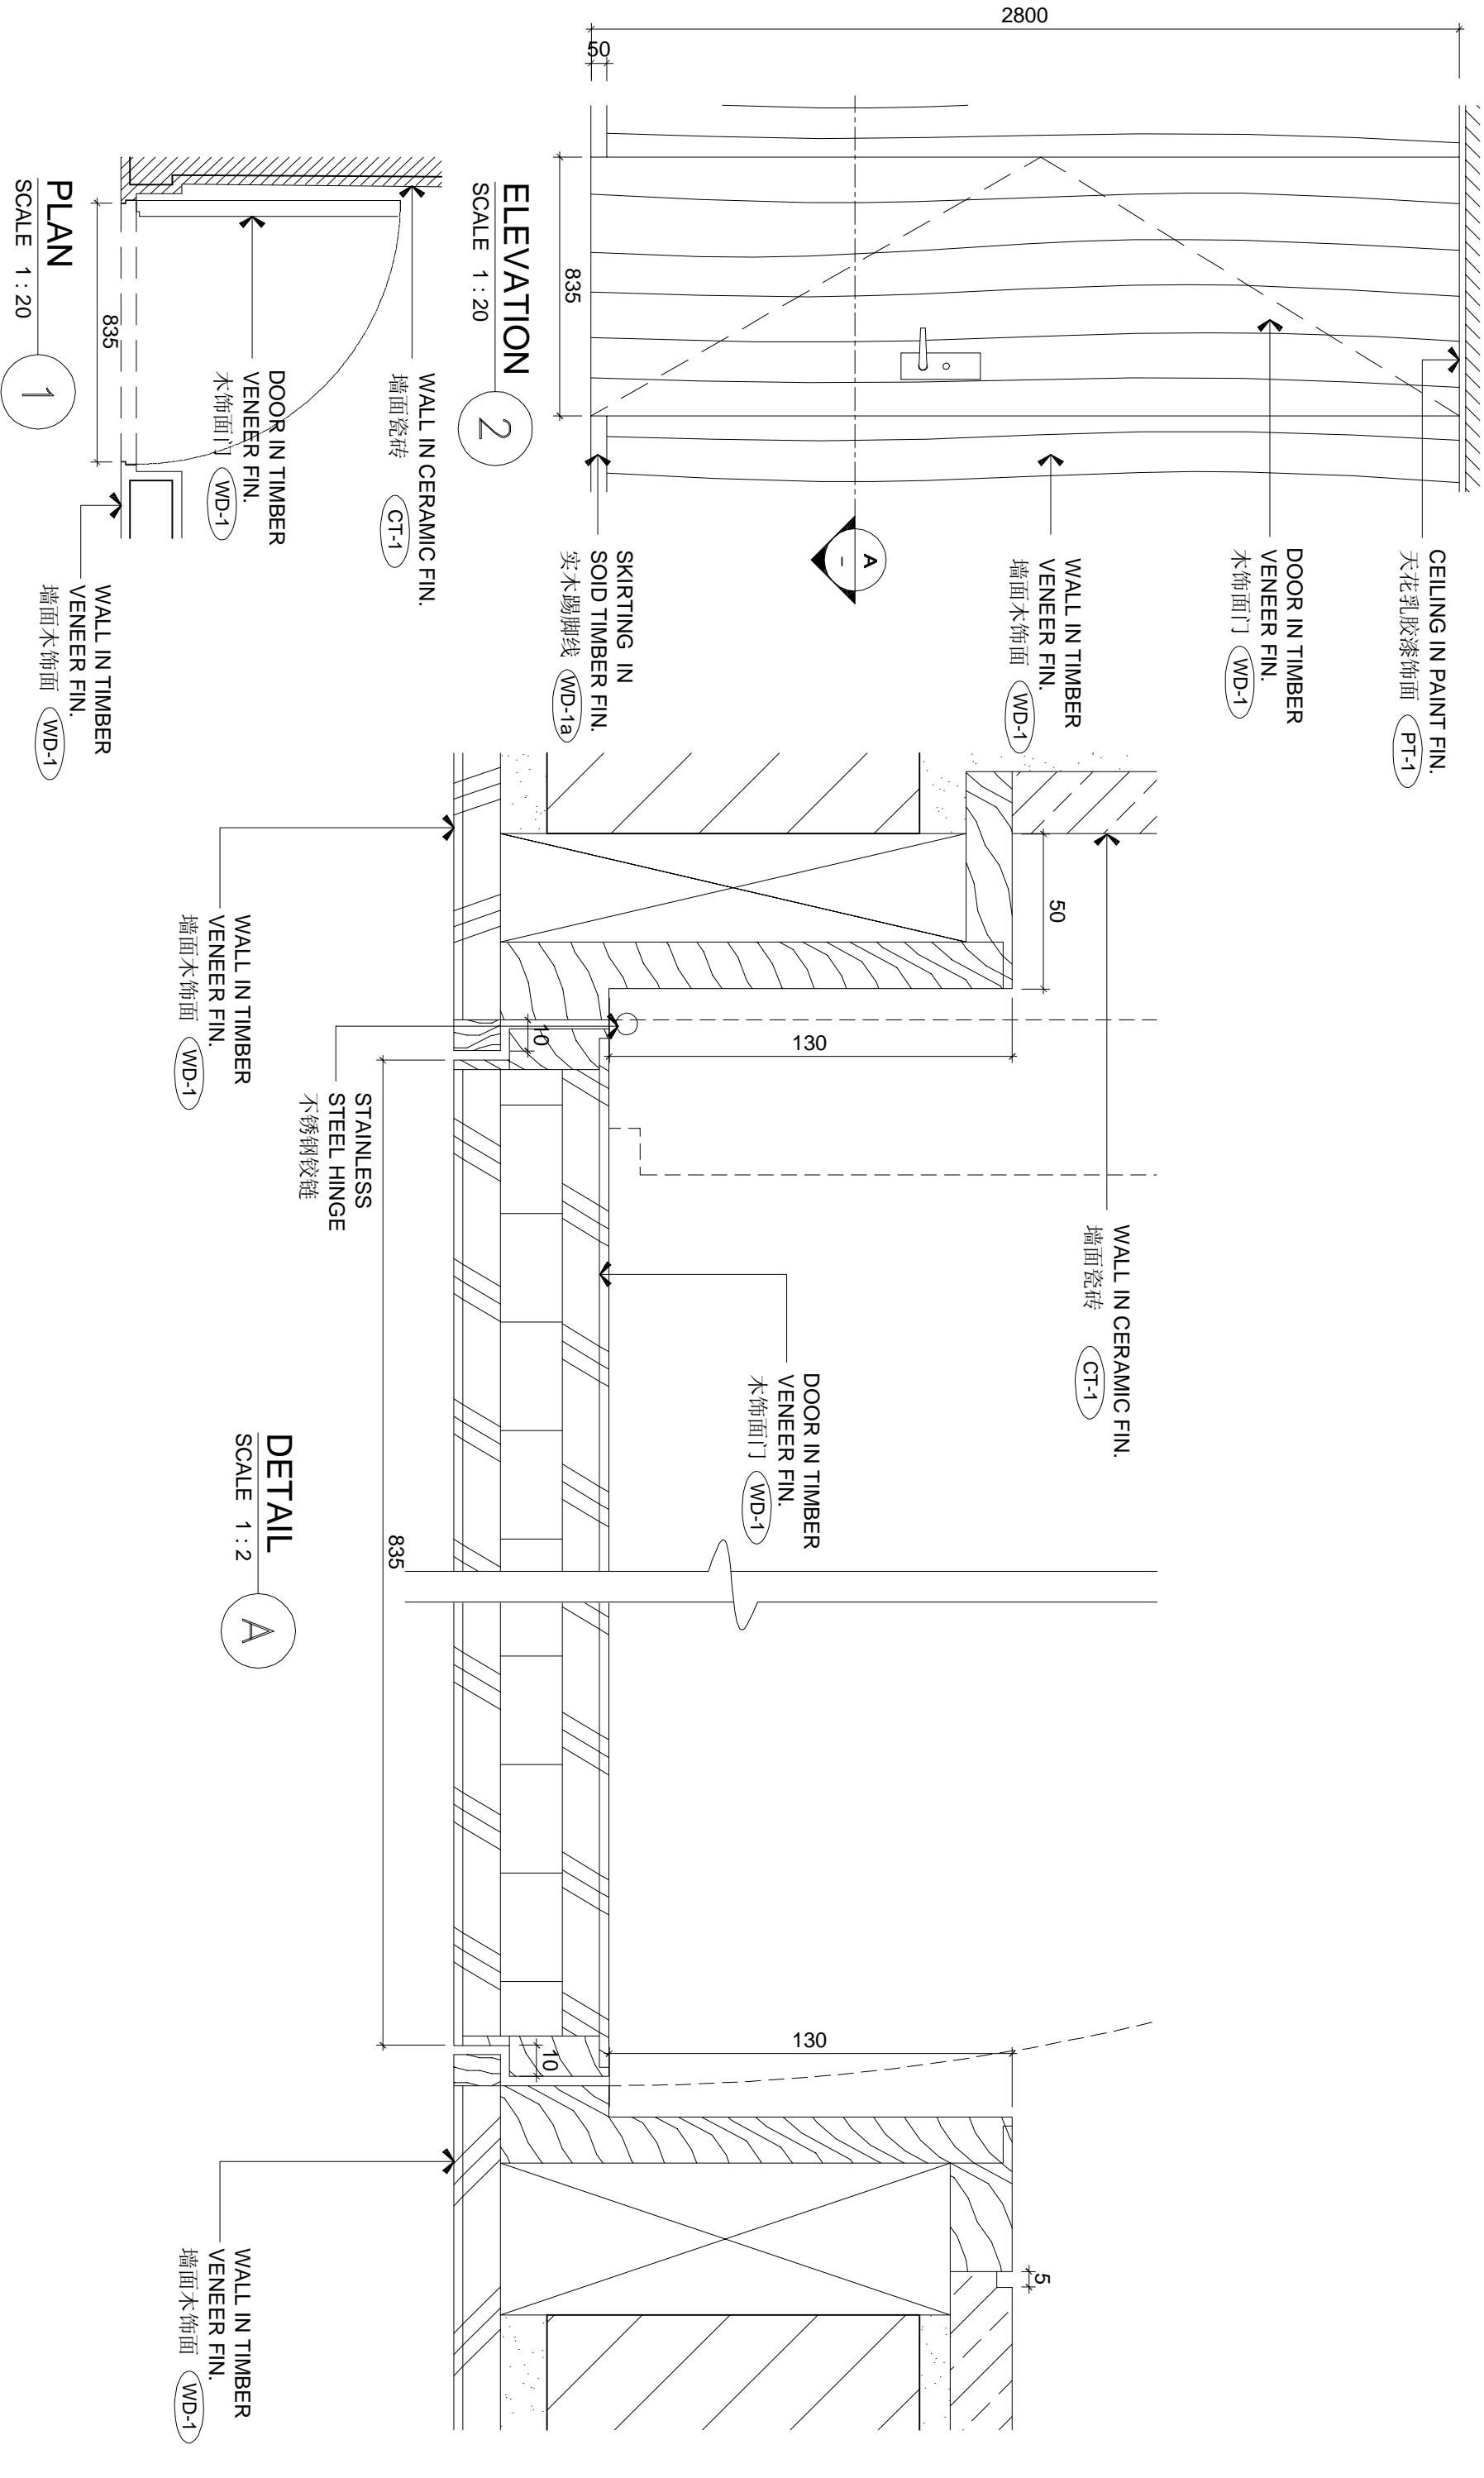 2800
50
835
CEILING IN PAINT FIN.
天花乳胶漆饰面 PT-1
DOOR IN TIMBER
VENEER FIN.
木饰面门 WD-1
WALL IN TIMBER
VENEER FIN.
墙面木饰面 WD-1
A
-
SKIRTING IN
SOID TIMBER FIN.
实木踢脚线 WD-1a
ELEVATION
SCALE 1 : 20
2
WALL IN CERAMIC FIN.
墙面瓷砖 CT-1
DOOR IN TIMBER
VENEER FIN.
木饰面门 WD-1
835
WALL IN TIMBER
VENEER FIN.
墙面木饰面 WD-1
PLAN
SCALE 1 : 20
1
50
130
10
WALL IN CERAMIC FIN.
墙面瓷砖 CT-1
DOOR IN TIMBER
VENEER FIN.
木饰面门 WD-1
130
10
5
835
STAINLESS
STEEL HINGE
不锈钢铰链
WALL IN TIMBER
VENEER FIN.
墙面木饰面 WD-1
WALL IN TIMBER
VENEER FIN.
墙面木饰面 WD-1
DETAIL
SCALE 1 : 2
A